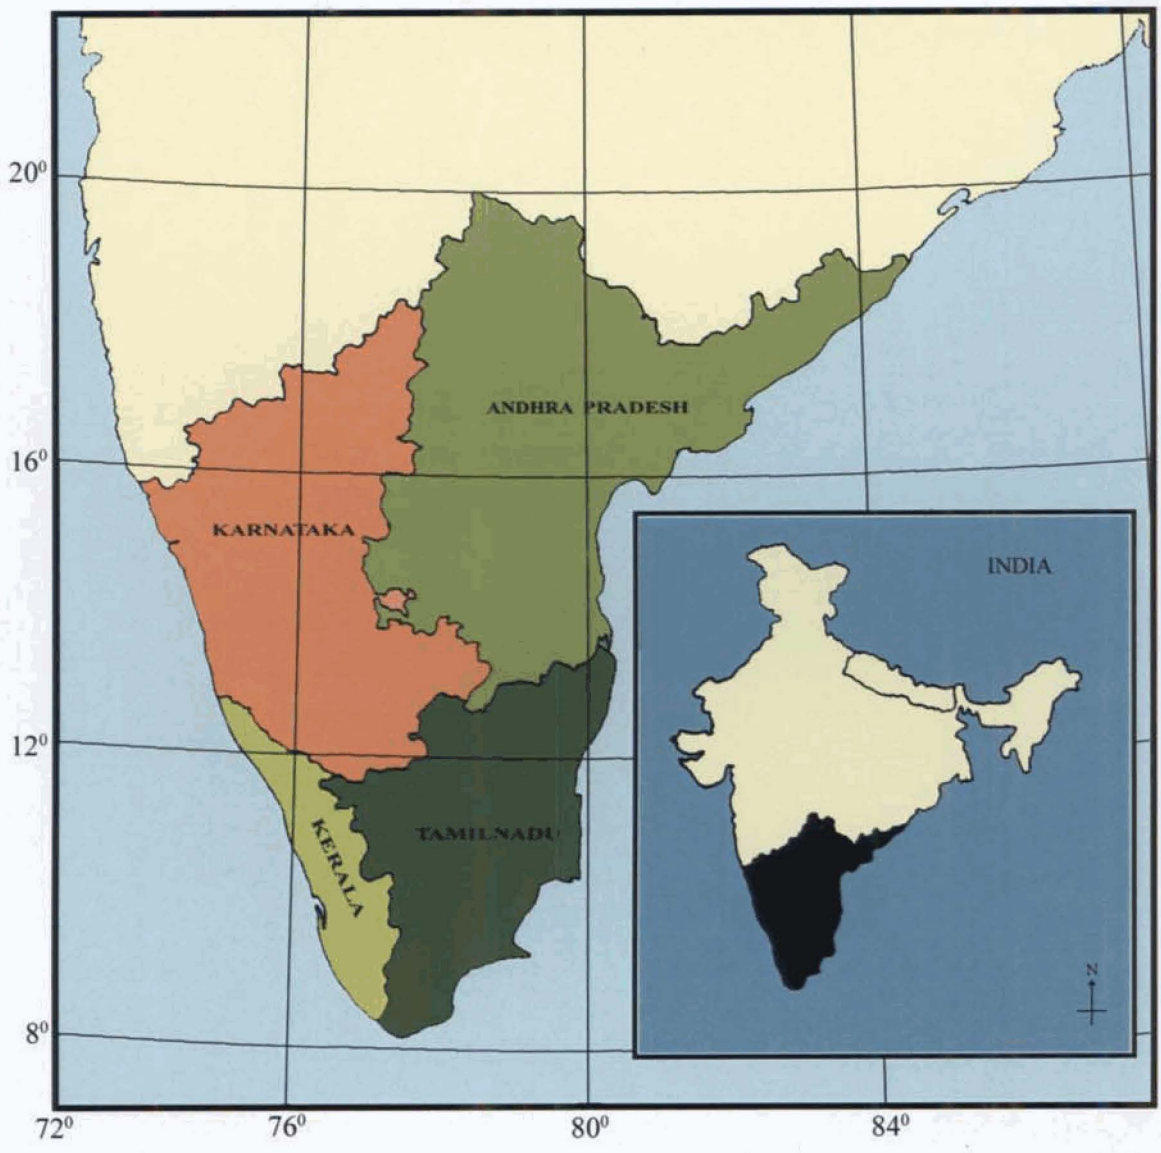 20⁰
ANDHRA PRADESH
16⁰
KARNATAKA
INDIA
12⁰
TAMILNADU
KERALA
N
8⁰
72⁰ 76⁰ 80⁰ 84⁰